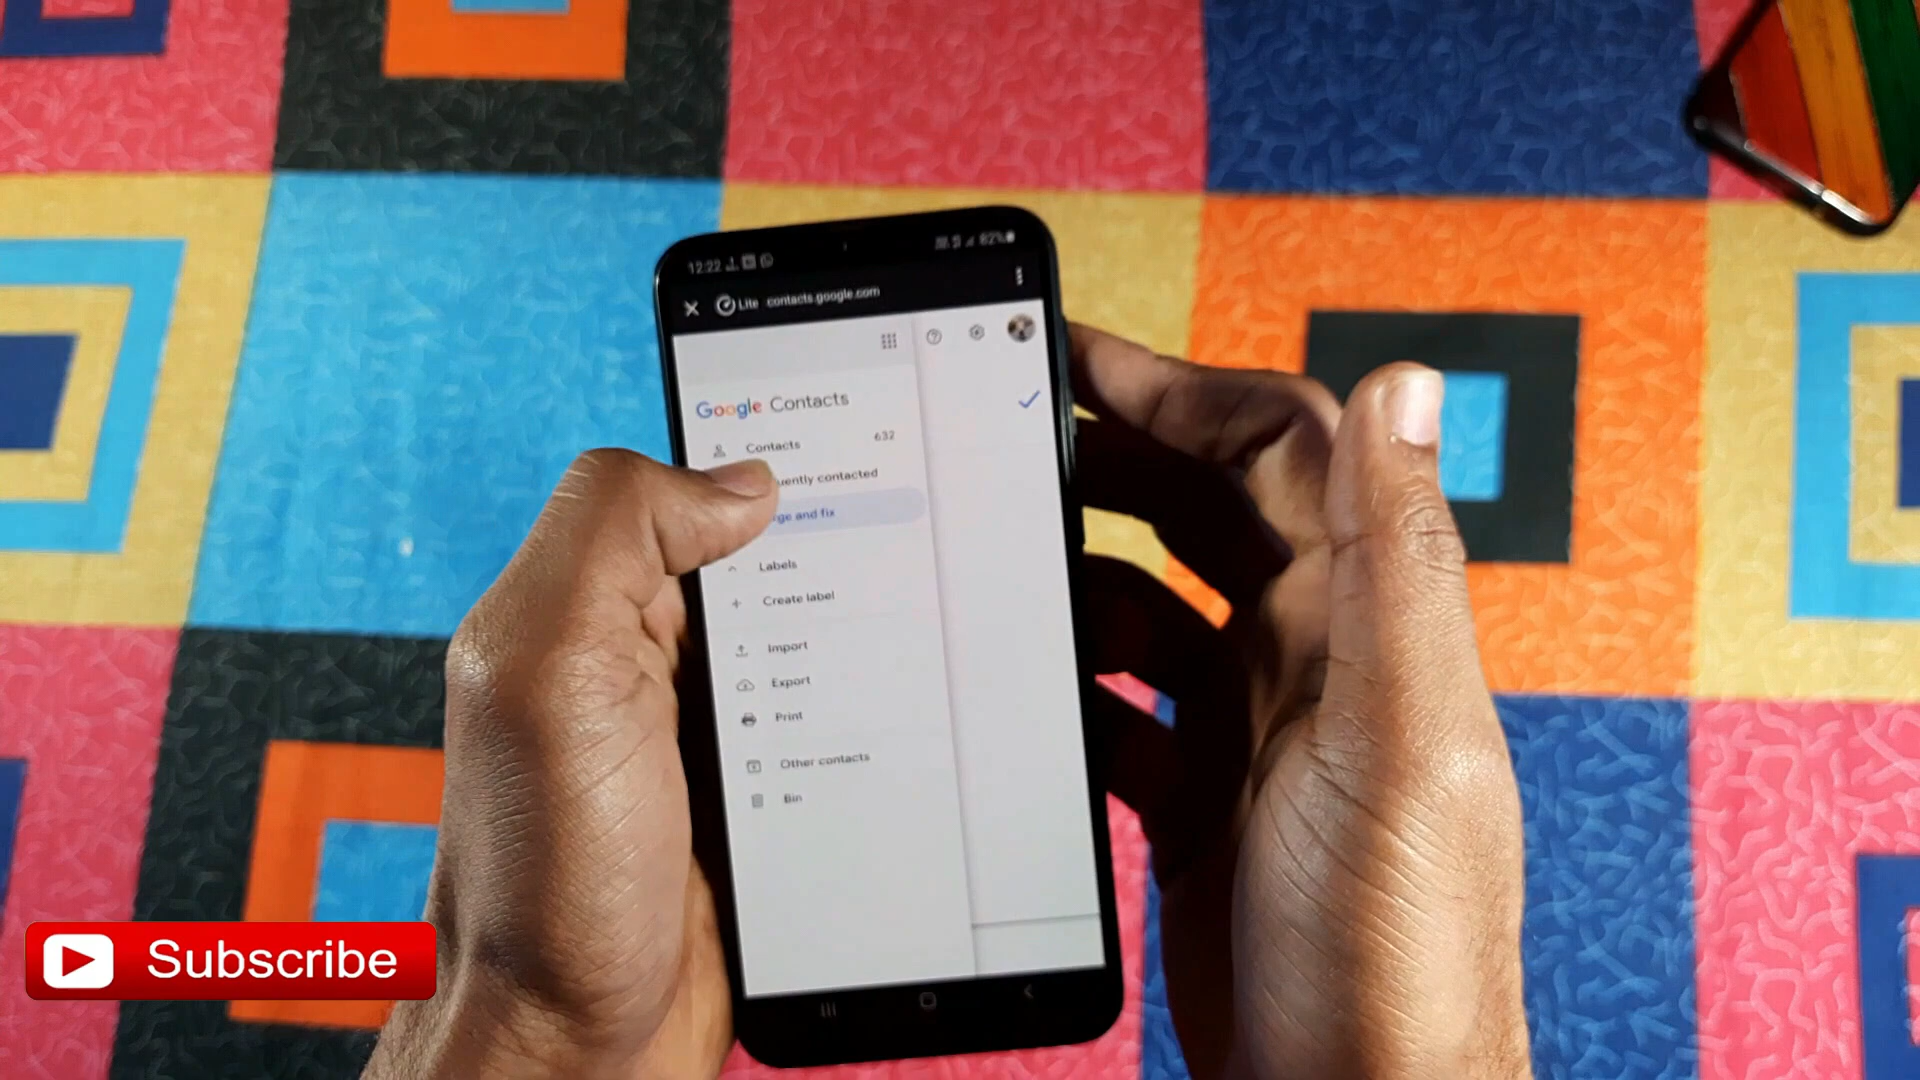 12:22
82%
Lite contacts.google.com
Google Contacts
Contacts 632
uently contacted
ge and fix
Labels
Create label
Import
Export
Print
Other contacts
Bin
Subscribe